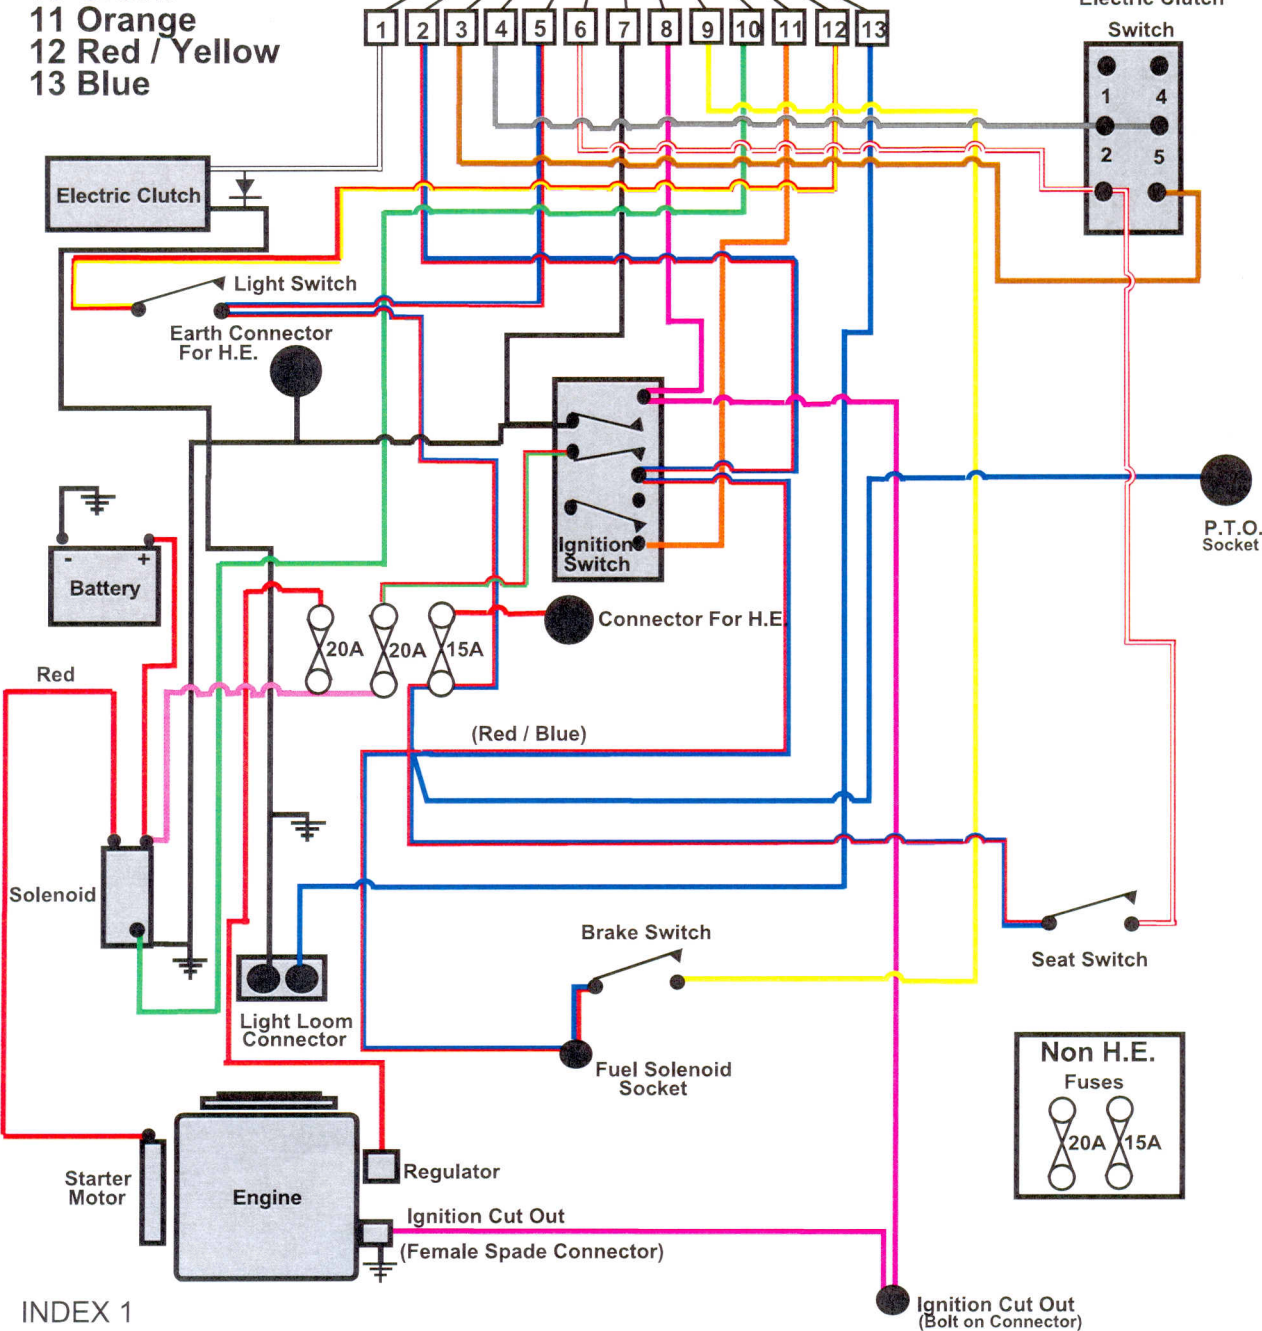 11 Orange
12 Red / Yellow
13 Blue
1 2 3 4 5 6 7 8 9 10 11 12 13
Electric Clutch
Switch
1 4
2 5
Electric Clutch
Light Switch
Earth Connector
For H.E.
Ignition
Switch
P.T.O.
Socket
- +
Battery
Connector For H.E.
20A
20A
15A
Red
(Red / Blue)
Solenoid
Brake Switch
Seat Switch
Light Loom
Connector
Fuel Solenoid
Socket
Non H.E.
Fuses
20A
15A
Starter
Motor
Engine
Regulator
Ignition Cut Out
(Female Spade Connector)
Ignition Cut Out
(Bolt on Connector)
INDEX 1